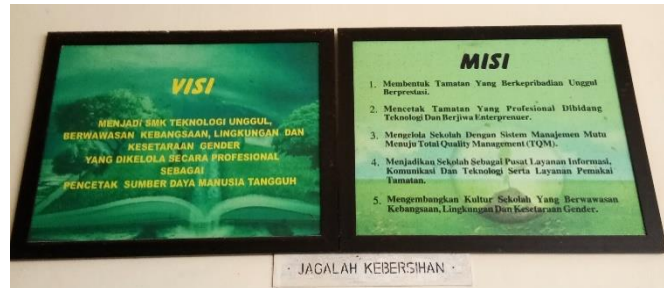 VISI
MENJADI SMK TEKNOLOGI UNGGUL,
BERWAWASAN KEBANGSAAN, LINGKUNGAN DAN
KESETARAAN GENDER
YANG DIKELOLA SECARA PROFESIONAL
SEBAGAI
PENCETAK SUMBER DAYA MANUSIA TANGGUH
MISI
1. Membentuk Tamatan Yang Berkepribadian Unggul
Berprestusi.
2. Mencetak Tamatan Yang Profesional Dibidang
Teknologi Dan Berjiwa Enterprenuer.
3. Mengelola Sekolah Dengan Sistem Manajemen Mutu
Menuju Total Quality Management (TQM).
4. Menjadikan Sekolah Sebagai Pusat Layanan Informasi,
Komunikasi Dan Teknologi Serta Layanan Pemakai
Tamatan.
5. Mengembangkan Kultur Sekolah Yang Berwawasan
Kebangsaan, Lingkungan Dan Kesetaraan Gender.
· JAGALAH KEBERSIHAN ·